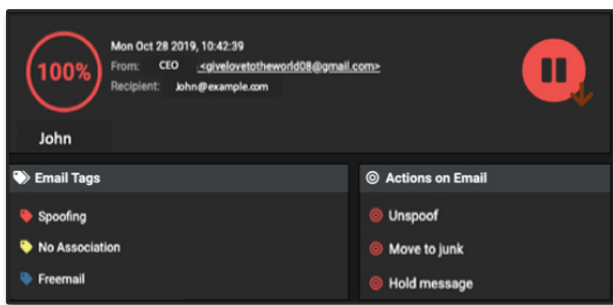 100%
Mon Oct 28 2019, 10:42:39
From: CEO <givelovetotheworld08@gmail.com>
Recipient: John@example.com
John
Email Tags
Actions on Email
Spoofing
Unspoof
No Association
Move to junk
Freemail
Hold message